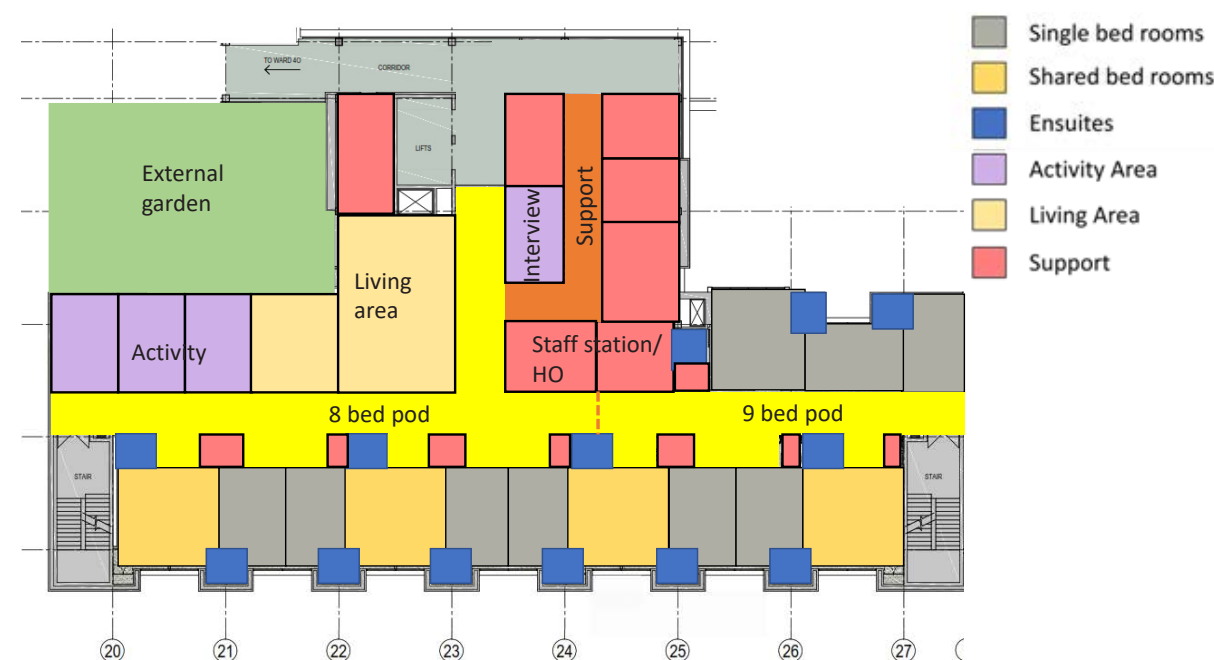 TO WARD 4O
CORRIDOR
LIFTS
External
garden
Interview
Support
Living
area
Activity
Staff station/
HO
8 bed pod
9 bed pod
STAIR
STAIR
20
21
22
23
24
25
26
27
Single bed rooms
Shared bed rooms
Ensuites
Activity Area
Living Area
Support